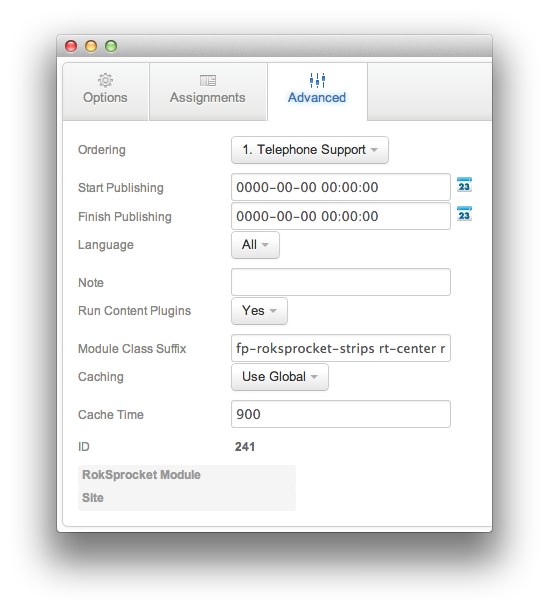 Options Assignments Advanced
Ordering 1. Telephone Support
Start Publishing 0000-00-00 00:00:00 23
Finish Publishing 0000-00-00 00:00:00 23
Language All
Note
Run Content Plugins Yes
Module Class Suffix fp-roksprocket-strips rt-center r
Caching Use Global
Cache Time 900
ID 241
RokSprocket Module
Site